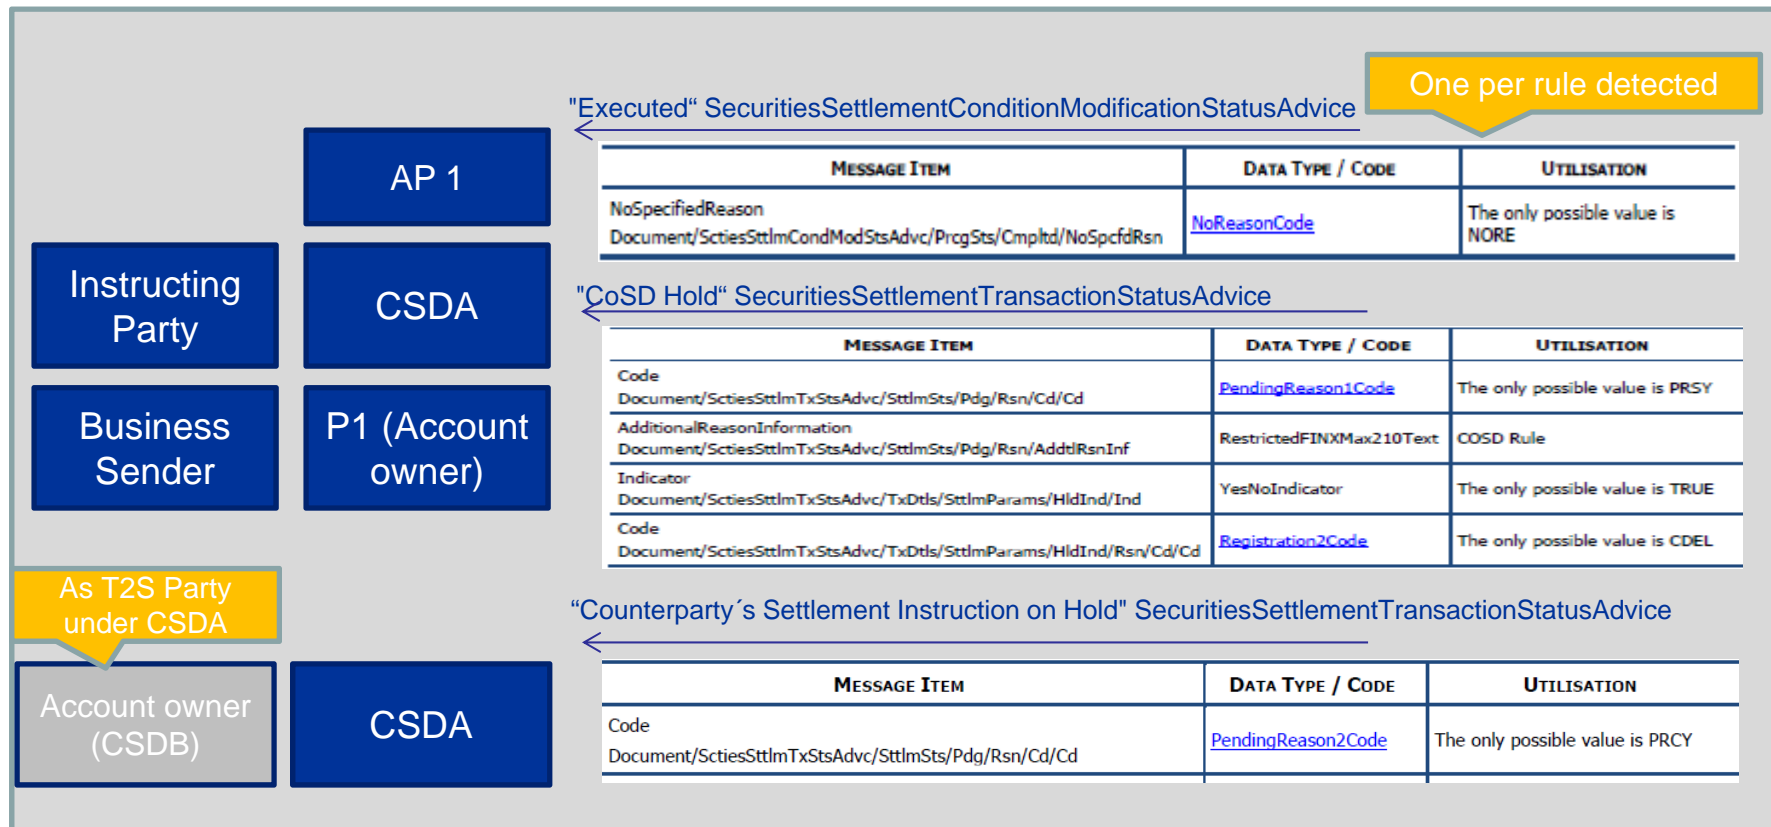 One per rule detected
"Executed“ SecuritiesSettlementConditionModificationStatusAdvice
AP 1
MESSAGE ITEM DATA TYPE / CODE UTILISATION
NoSpecifiedReason
Document/SctiesSttlmCondModStsAdvc/PrcgSts/Cmpltd/NoSpcfdRsn
NoReasonCode
The only possible value is
NORE
Instructing
Party
CSDA
"CoSD Hold“ SecuritiesSettlementTransactionStatusAdvice
MESSAGE ITEM DATA TYPE / CODE UTILISATION
Code
Document/SctiesSttlmTxStsAdvc/SttlmSts/Pdg/Rsn/Cd/Cd
PendingReason1Code
The only possible value is PRSY
AdditionalReasonInformation
Document/SctiesSttlmTxStsAdvc/SttlmSts/Pdg/Rsn/AddtlRsnInf
RestrictedFINXMax210Text
COSD Rule
Indicator
Document/SctiesSttlmTxStsAdvc/TxDtls/SttlmParams/HldInd/Ind
YesNoIndicator
The only possible value is TRUE
Code
Document/SctiesSttlmTxStsAdvc/TxDtls/SttlmParams/HldInd/Rsn/Cd/Cd
Registration2Code
The only possible value is CDEL
Business
Sender
P1 (Account
owner)
As T2S Party
under CSDA
“Counterparty´s Settlement Instruction on Hold" SecuritiesSettlementTransactionStatusAdvice
Account owner
(CSDB)
CSDA
MESSAGE ITEM DATA TYPE / CODE UTILISATION
Code
Document/SctiesSttlmTxStsAdvc/SttlmSts/Pdg/Rsn/Cd/Cd
PendingReason2Code
The only possible value is PRCY